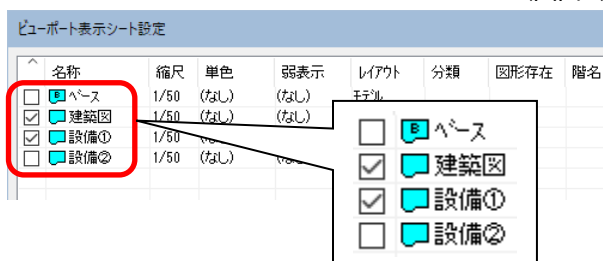 ビューポート表示シート設定
名称 縮尺 単色 弱表示 レイアウト 分類 図形存在 階名
B ベース 1/50 (なし) (なし) モデル
建築図 1/50 (なし) (なし)
設備① 1/50 (なし)
設備② 1/50 (なし)
B ベース
建築図
設備①
設備②